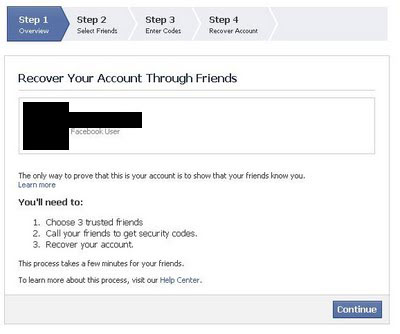 Step 1 Step 2 Step 3 Step 4
Overview Select Friends Enter Codes Recover Account
Recover Your Account Through Friends
Facebook User
The only way to prove that this is your account is to show that your friends know you.
Learn more
You'll need to:
1. Choose 3 trusted friends
2. Call your friends to get security codes.
3. Recover your account.
This process takes a few minutes for your friends.
To learn more about this process, visit our Help Center.
Continue